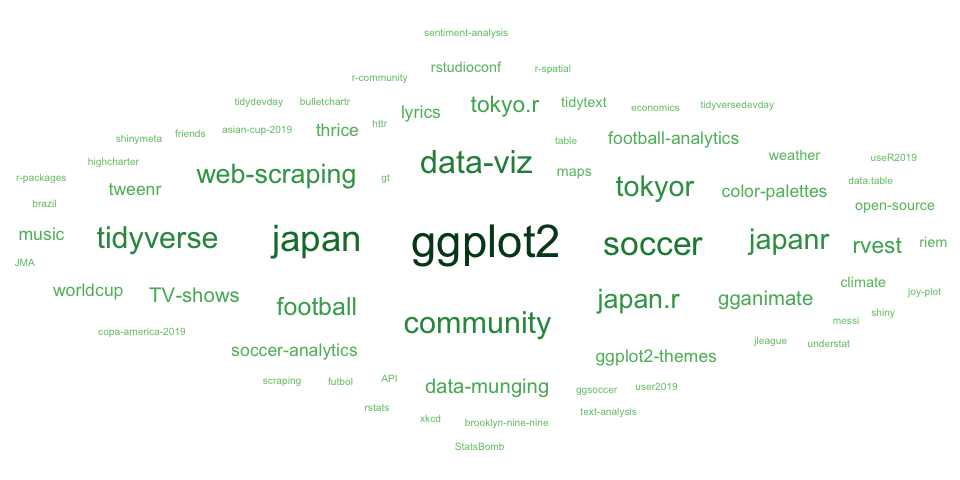 sentiment-analysis
rstudioconf r-spatial
r-community
tidydevday bulletchartr lyrics tokyo.r tidytext economics tidyversedevday
shinymeta friends asian-cup-2019 thrice httr table football-analytics
highcharter web-scraping data-viz maps weather useR2019
r-packages tweenr gt tokyor color-palettes data.table
brazil open-source
music tidyverse japan ggplot2 soccer japanr rvest riem
JMA
worldcup TV-shows football japan.r gganimate climate joy-plot
copa-america-2019 community messi shiny
soccer-analytics ggplot2-themes jleague understat
scraping futbol API data-munging ggsoccer user2019
rstats xkcd brooklyn-nine-nine text-analysis
StatsBomb